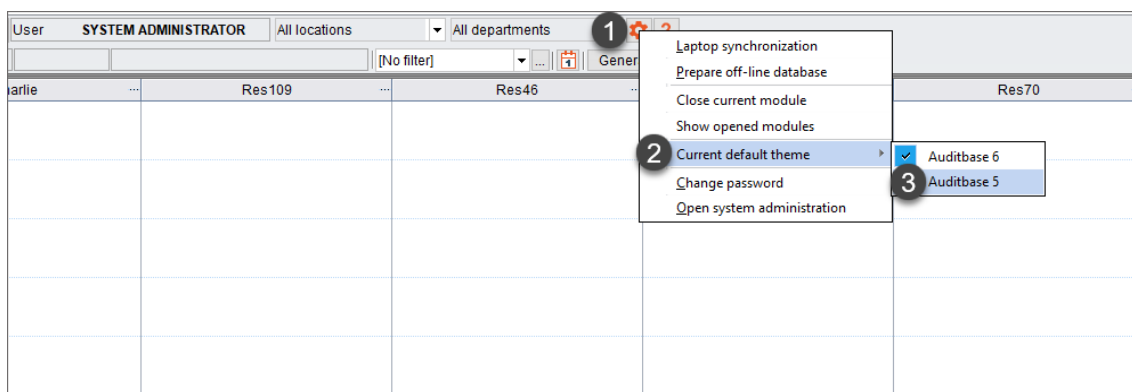 User SYSTEM ADMINISTRATOR All locations All departments 1 ?
[No filter] ... 1 Gener
arlie ... Res109 ... Res46 ... Res70
Laptop synchronization
Prepare off-line database
Close current module
Show opened modules
2 Current default theme
Change password
Open system administration
Auditbase 6
3 Auditbase 5